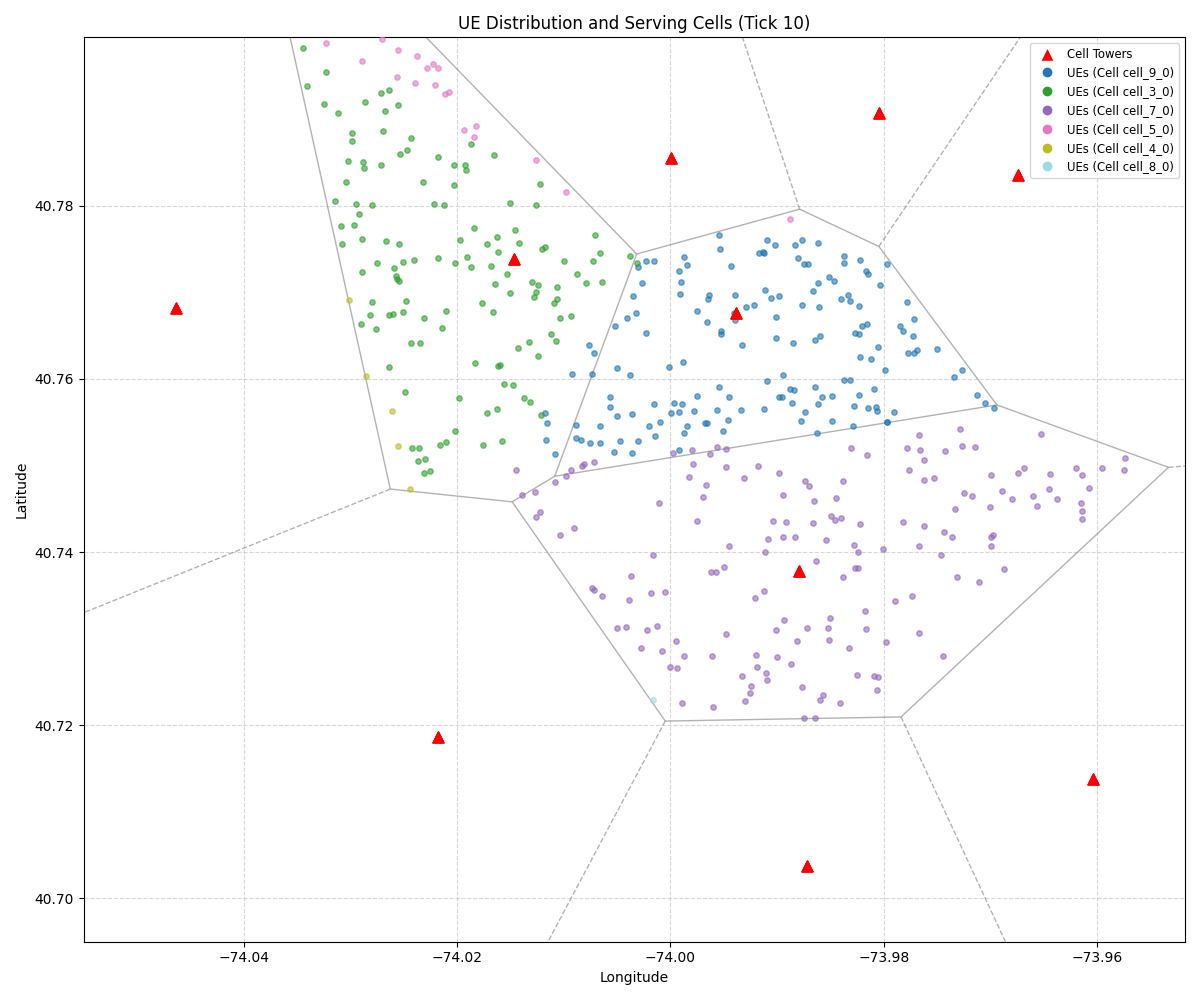 UE Distribution and Serving Cells (Tick 10)
Cell Towers
UEs (Cell cell_9_0)
UEs (Cell cell_3_0)
UEs (Cell cell_7_0)
UEs (Cell cell_5_0)
UEs (Cell cell_4_0)
UEs (Cell cell_8_0)
40.78
40.76
40.74
40.72
40.70
Latitude
−74.04
−74.02
−74.00
−73.98
−73.96
Longitude